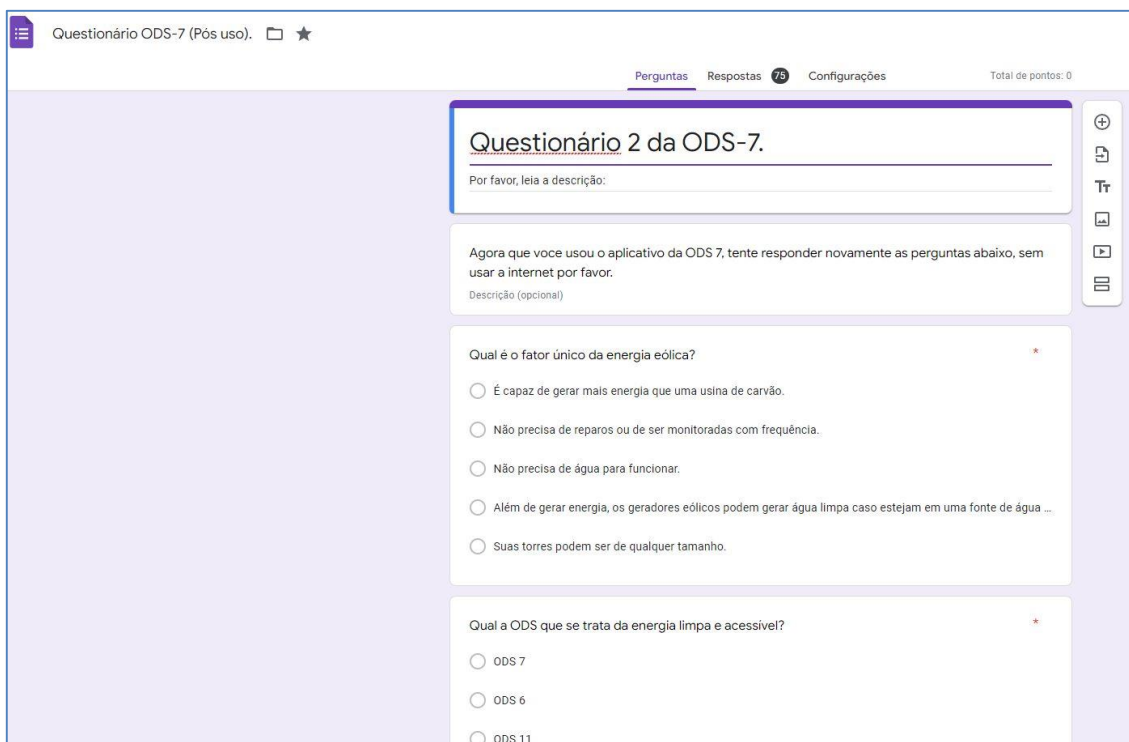 Questionário ODS-7 (Pós uso).
Perguntas Respostas 75 Configurações Total de pontos: 0
Questionário 2 da ODS-7.
Por favor, leia a descrição:
Agora que voce usou o aplicativo da ODS 7, tente responder novamente as perguntas abaixo, sem
usar a internet por favor.
Descrição (opcional)
Qual é o fator único da energia eólica? *
É capaz de gerar mais energia que uma usina de carvão.
Não precisa de reparos ou de ser monitoradas com frequência.
Não precisa de água para funcionar.
Além de gerar energia, os geradores eólicos podem gerar água limpa caso estejam em uma fonte de água ...
Suas torres podem ser de qualquer tamanho.
Qual a ODS que se trata da energia limpa e acessível? *
ODS 7
ODS 6
ODS 11